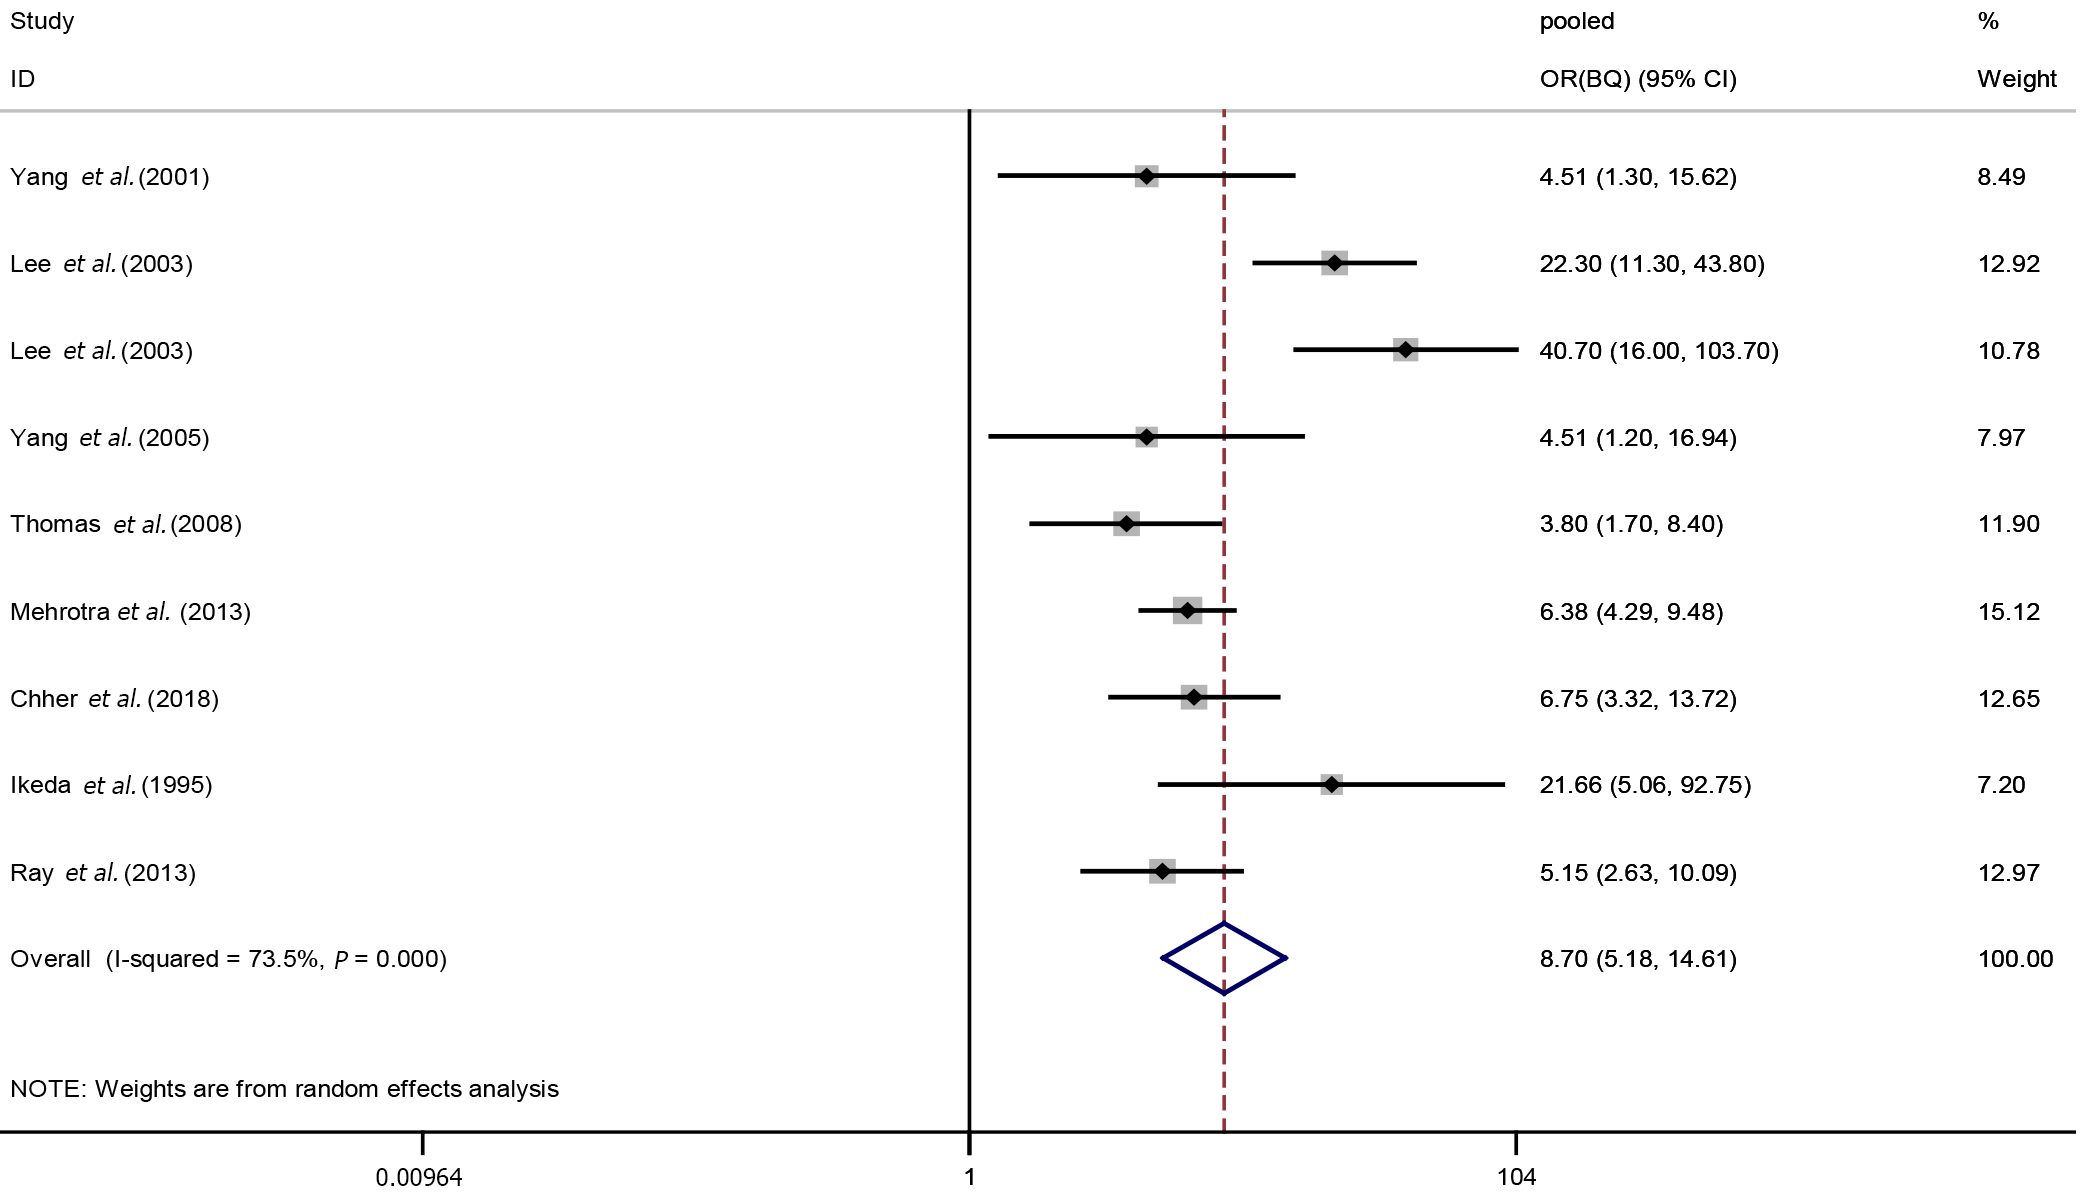 Study pooled %
ID OR(BQ) (95% CI) Weight
Yang et al.(2001) 4.51 (1.30, 15.62) 8.49
Lee et al.(2003) 22.30 (11.30, 43.80) 12.92
Lee et al.(2003) 40.70 (16.00, 103.70) 10.78
Yang et al.(2005) 4.51 (1.20, 16.94) 7.97
Thomas et al.(2008) 3.80 (1.70, 8.40) 11.90
Mehrotra et al. (2013) 6.38 (4.29, 9.48) 15.12
Chher et al.(2018) 6.75 (3.32, 13.72) 12.65
Ikeda et al.(1995) 21.66 (5.06, 92.75) 7.20
Ray et al.(2013) 5.15 (2.63, 10.09) 12.97
Overall (I-squared = 73.5%, P = 0.000) 8.70 (5.18, 14.61) 100.00
NOTE: Weights are from random effects analysis
0.00964 1 104